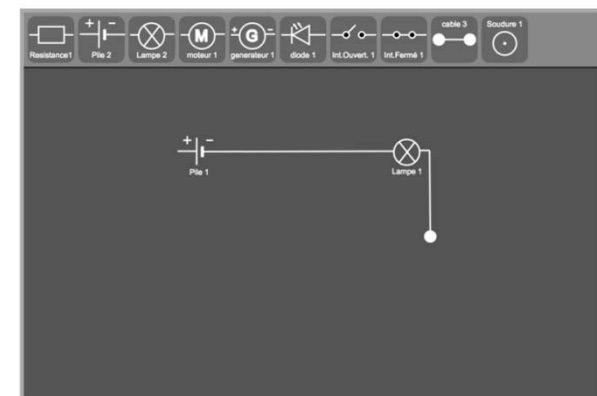 Resistance1
Pile 2
Lampe 2
M
moteur 1
G
generateur 1
diode 1
Int.Ouvert. 1
Int.Fermé 1
cable 3
Soudure 1
+ -
Pile 1
Lampe 1